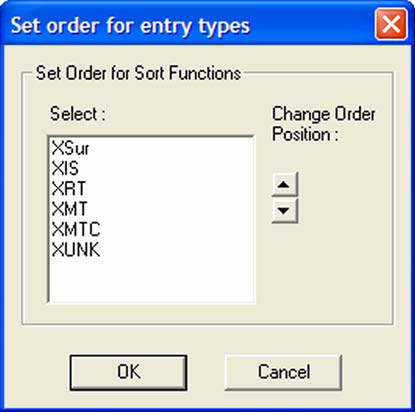 Set order for entry types
Set Order for Sort Functions
Select :
Change Order
Position :
XSur
XIS
XRT
XMT
XMTC
XUNK
OK
Cancel